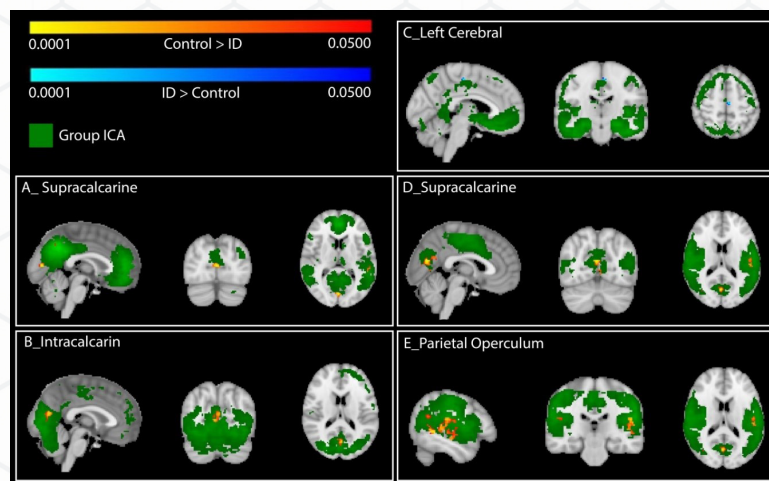 Control > ID
0.0001 0.0500
ID > Control
0.0001 0.0500
Group ICA
C_Left Cerebral
A_ Supracalcarine
D_Supracalcarine
B_Intracalcarin
E_Parietal Operculum